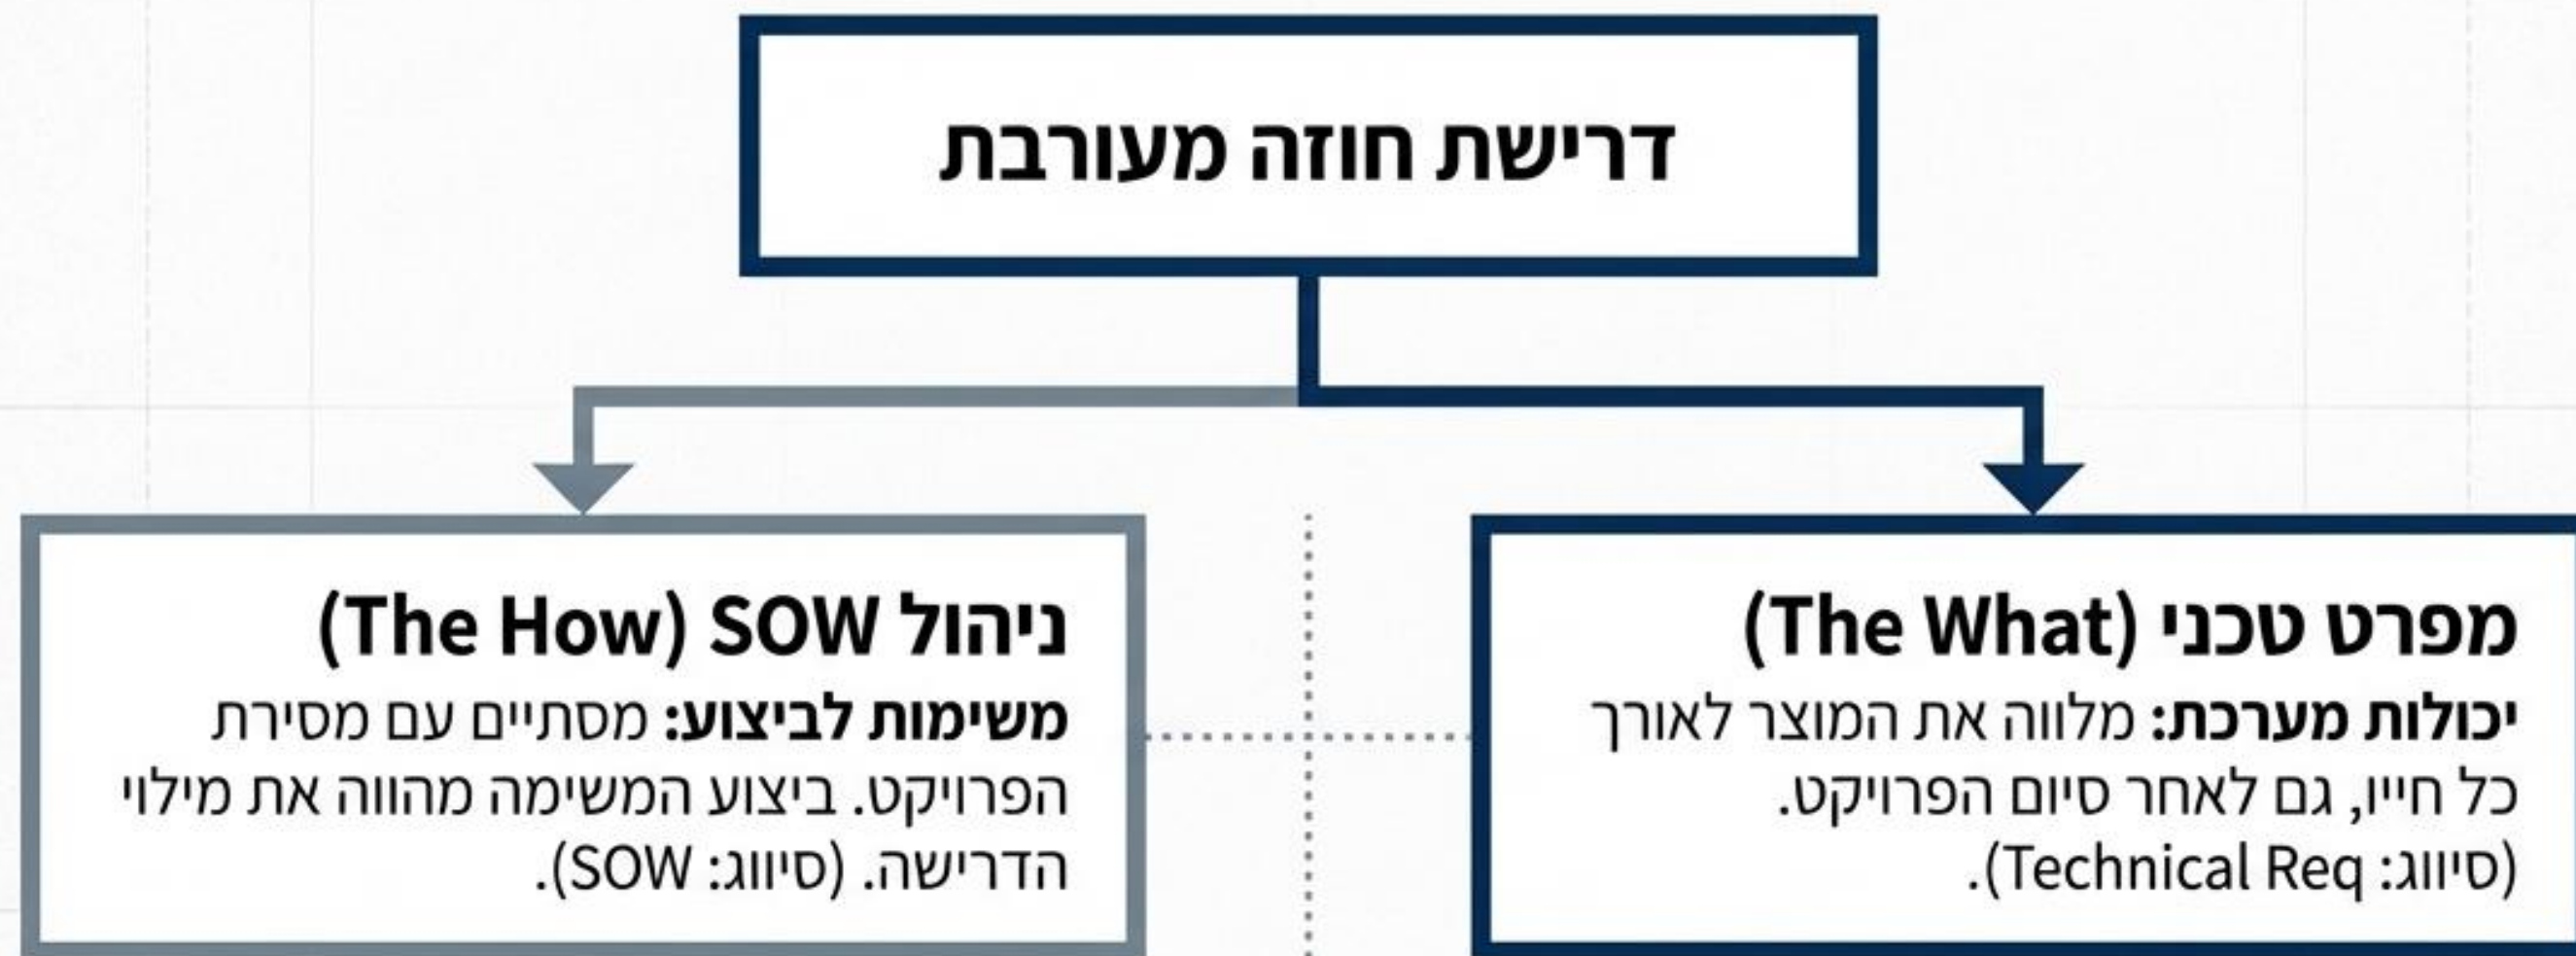 דרישת חוזה מעורבת
מפרט טכני (The What)
יכולות מערכת: מלווה את המוצר לאורך
כל חייו, גם לאחר סיום הפרויקט.
(סיווג: Technical Req).
ניהול SOW (The How)
משימות לביצוע: מסתיים עם מסירת
הפרויקט. ביצוע המשימה מהווה את מילוי
הדרישה. (סיווג: SOW).